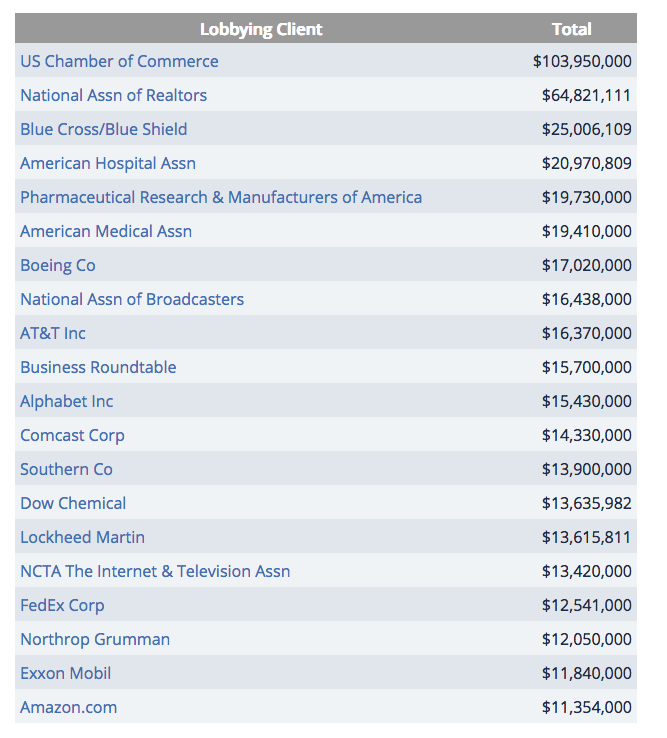 Lobbying Client Total
US Chamber of Commerce $103,950,000
National Assn of Realtors $64,821,111
Blue Cross/Blue Shield $25,006,109
American Hospital Assn $20,970,809
Pharmaceutical Research & Manufacturers of America $19,730,000
American Medical Assn $19,410,000
Boeing Co $17,020,000
National Assn of Broadcasters $16,438,000
AT&T Inc $16,370,000
Business Roundtable $15,700,000
Alphabet Inc $15,430,000
Comcast Corp $14,330,000
Southern Co $13,900,000
Dow Chemical $13,635,982
Lockheed Martin $13,615,811
NCTA The Internet & Television Assn $13,420,000
FedEx Corp $12,541,000
Northrop Grumman $12,050,000
Exxon Mobil $11,840,000
Amazon.com $11,354,000